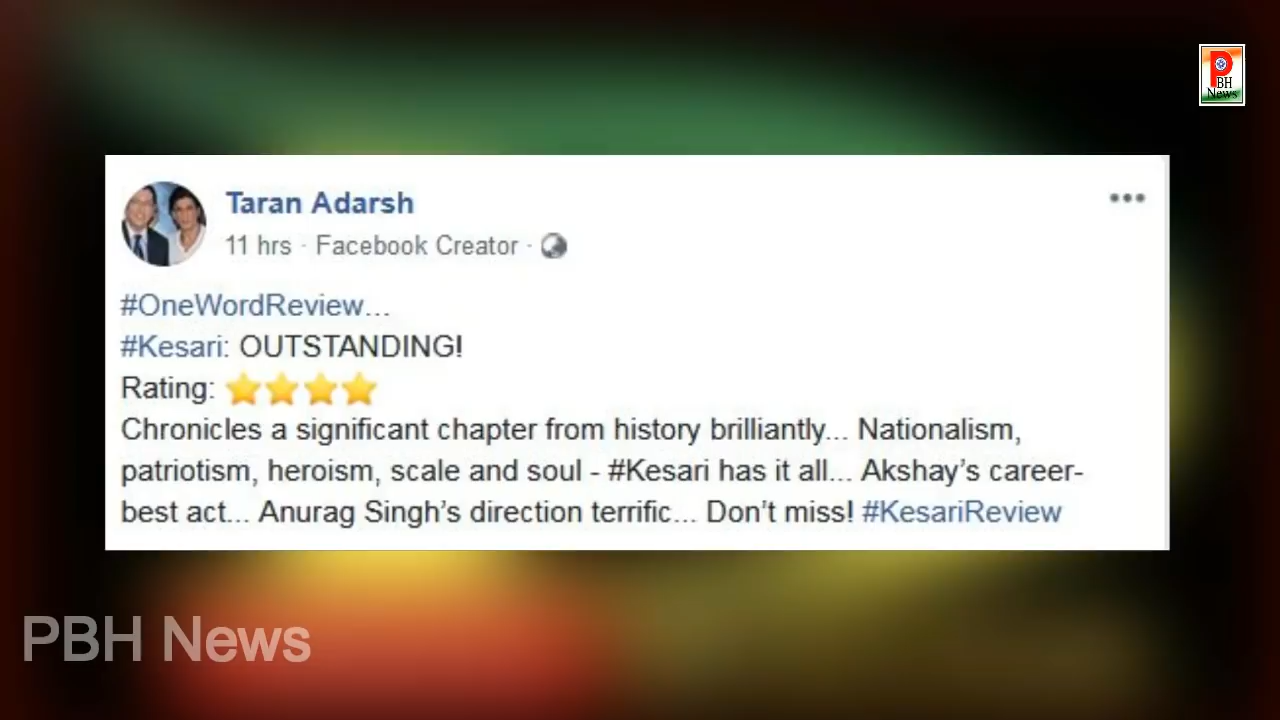 P
BH
News
Taran Adarsh
11 hrs · Facebook Creator ·
#OneWordReview...
#Kesari: OUTSTANDING!
Rating: ⭐⭐⭐⭐
Chronicles a significant chapter from history brilliantly... Nationalism,
patriotism, heroism, scale and soul - #Kesari has it all... Akshay’s career-
best act... Anurag Singh’s direction terrific... Don’t miss! #KesariReview
PBH News